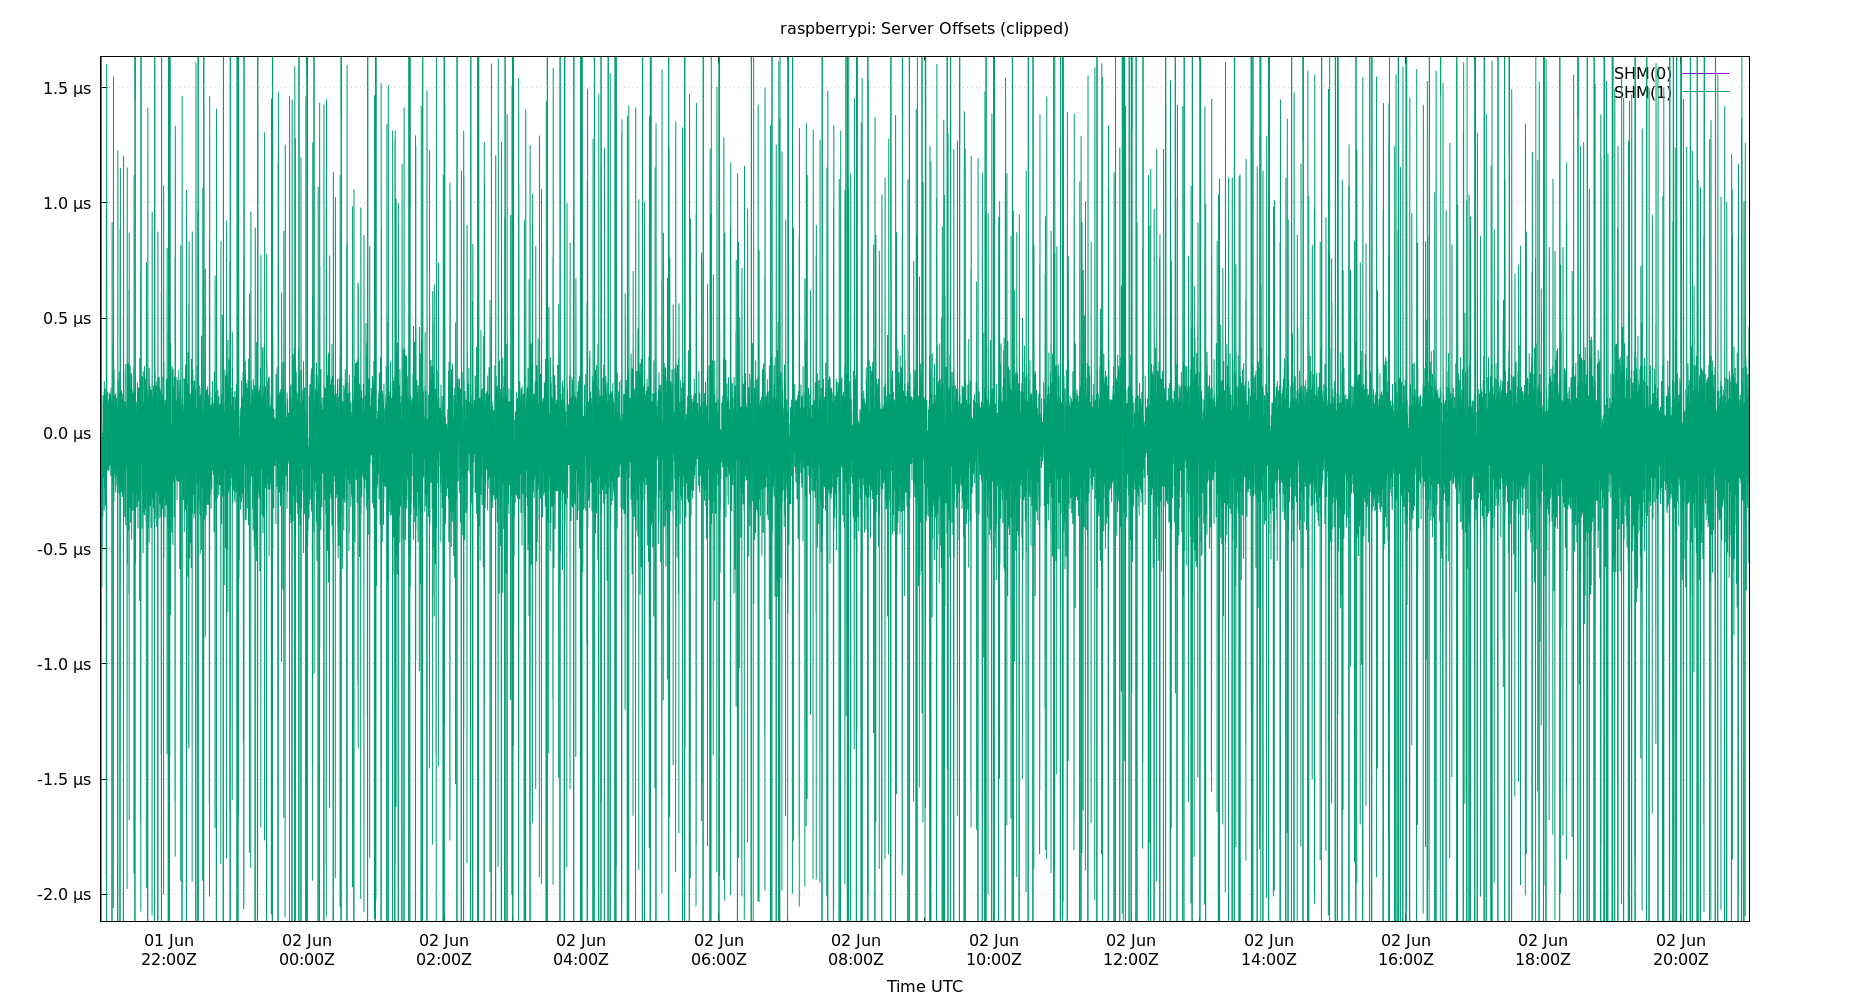 raspberrypi: Server Offsets (clipped)
SHM(0)
SHM(1)
1.5 µs
1.0 µs
0.5 µs
0.0 µs
-0.5 µs
-1.0 µs
-1.5 µs
-2.0 µs
01 Jun 02 Jun 02 Jun 02 Jun 02 Jun 02 Jun 02 Jun 02 Jun 02 Jun 02 Jun 02 Jun 02 Jun
22:00Z 00:00Z 02:00Z 04:00Z 06:00Z 08:00Z 10:00Z 12:00Z 14:00Z 16:00Z 18:00Z 20:00Z
Time UTC